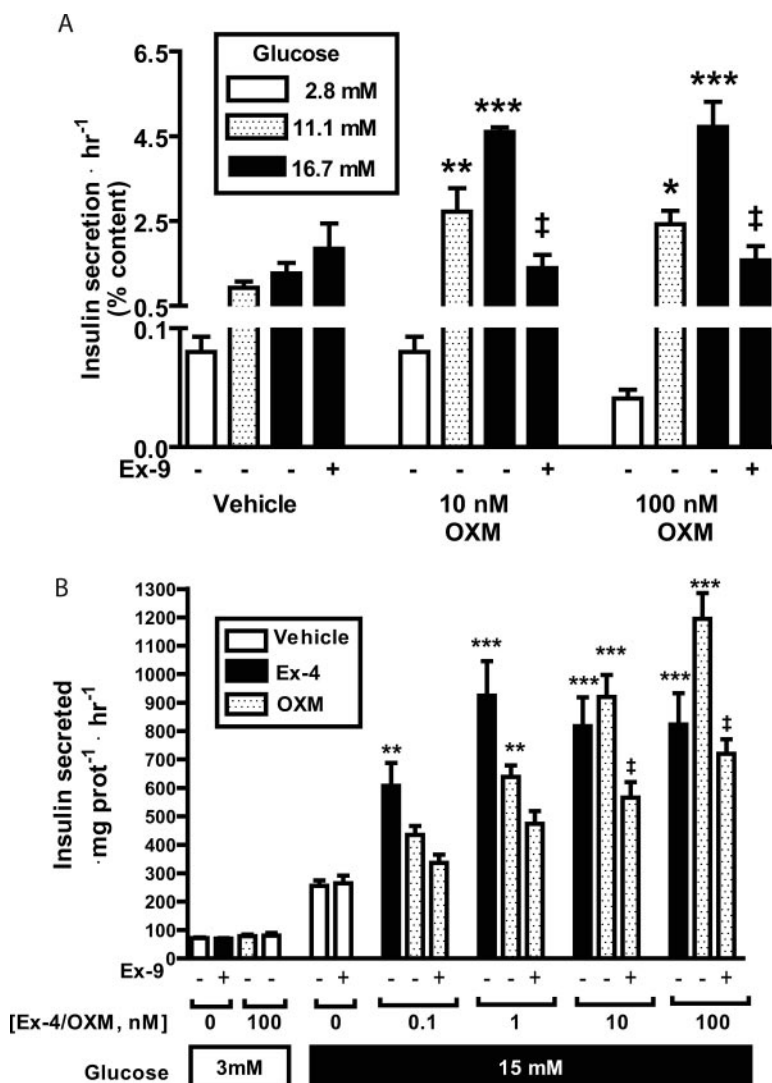 A
Insulin secretion · hr-1
(% content)
6.5
4.5
2.5
0.5
0.1
0.0
Glucose
2.8 mM
11.1 mM
16.7 mM
** *** ‡ * *** ‡
Ex-9 - - - + - - - + - - - +
Vehicle 10 nM 100 nM
OXM OXM
B
Insulin secreted
·mg prot-1 · hr-1
1300
1200
1100
1000
900
800
700
600
500
400
300
200
100
0
Vehicle
Ex-4
OXM
** *** ** *** *** ‡ *** *** ‡
Ex-9 - + - - - + - - + - - + - - + - - +
[Ex-4/OXM, nM] 0 100 0 0.1 1 10 100
Glucose 3mM 15 mM